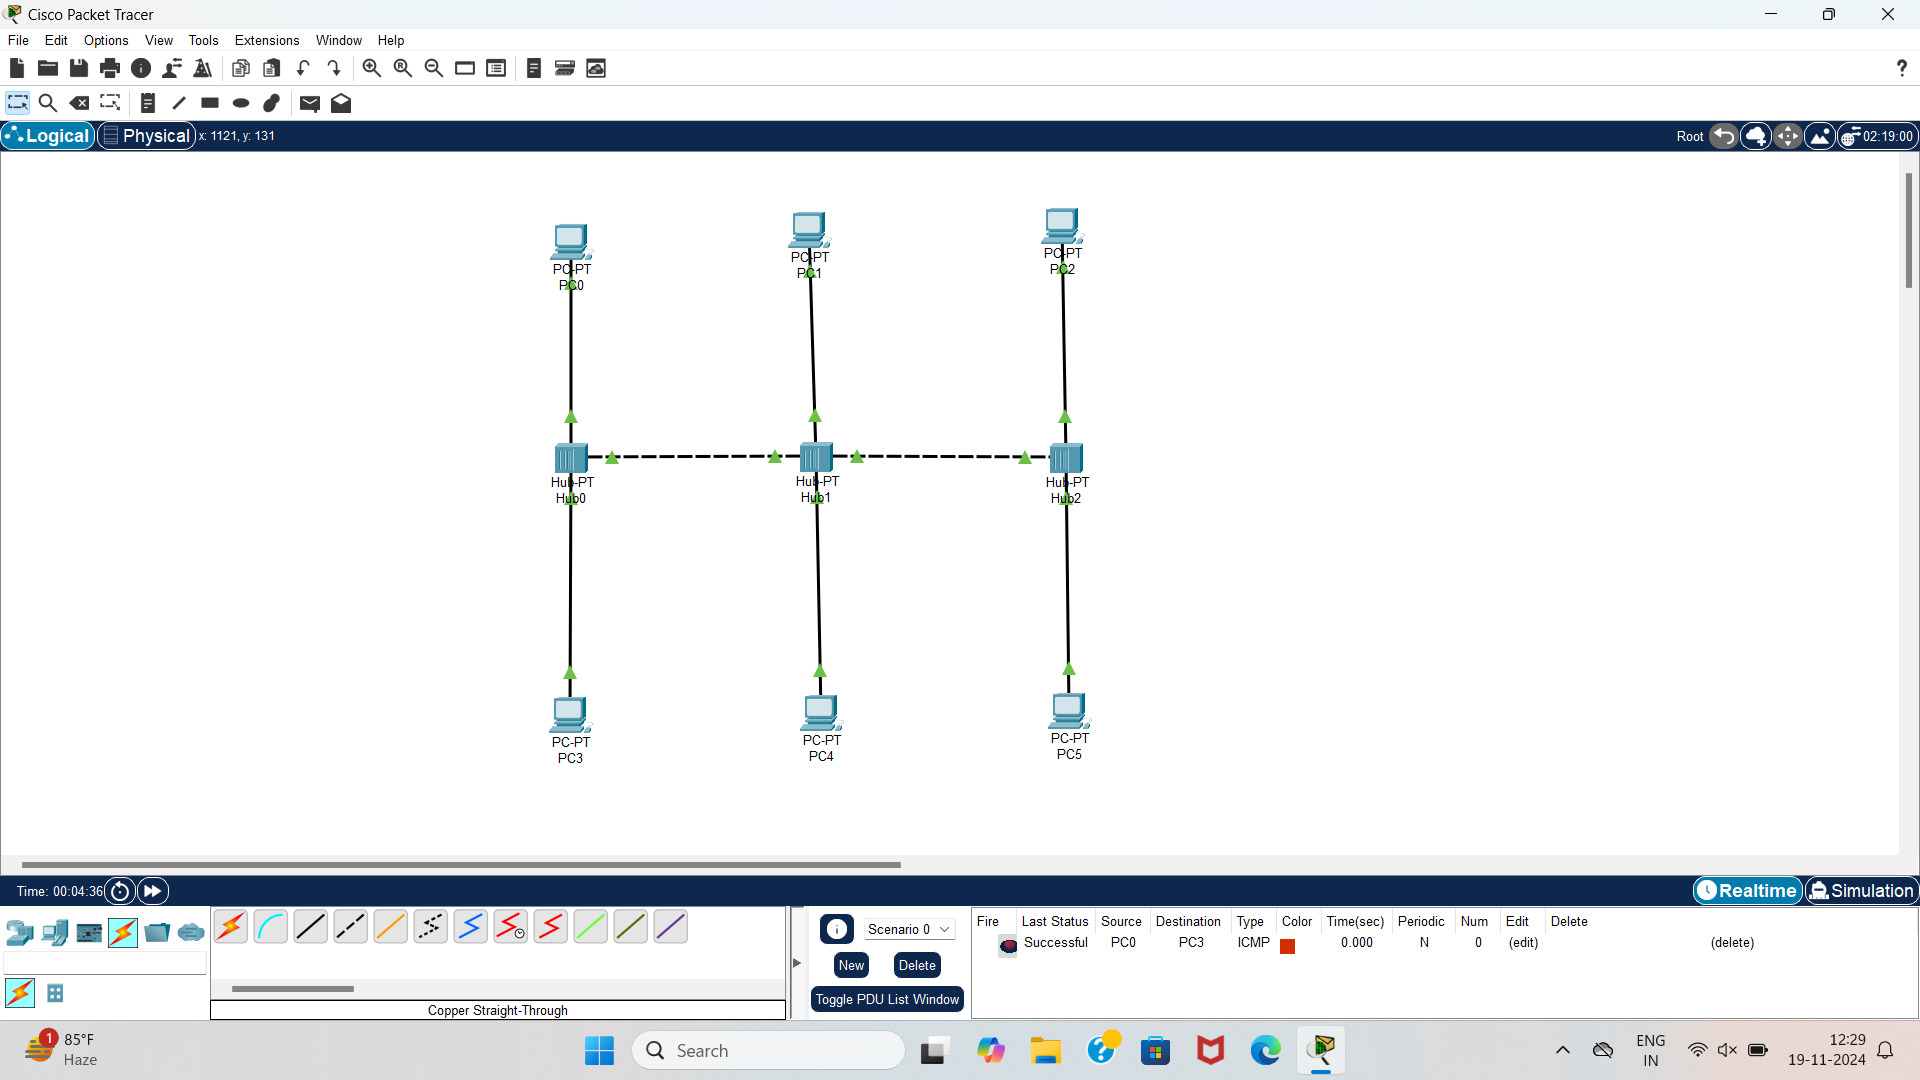 Cisco Packet Tracer
File Edit Options View Tools Extensions Window Help
?
Logical Physical x: 1121, y: 131 Root 02:19:00
PC-PT
PC0
PC-PT
PC1
PC-PT
PC2
Hub-PT
Hub0
Hub-PT
Hub1
Hub-PT
Hub2
PC-PT
PC3
PC-PT
PC4
PC-PT
PC5
Time: 00:04:36 Realtime Simulation
Scenario 0
New Delete
Toggle PDU List Window
Copper Straight-Through
Fire Last Status Source Destination Type Color Time(sec) Periodic Num Edit Delete
Successful PC0 PC3 ICMP 0.000 N 0 (edit) (delete)
1
85°F
Haze
Search
ENG
IN
12:29
19-11-2024